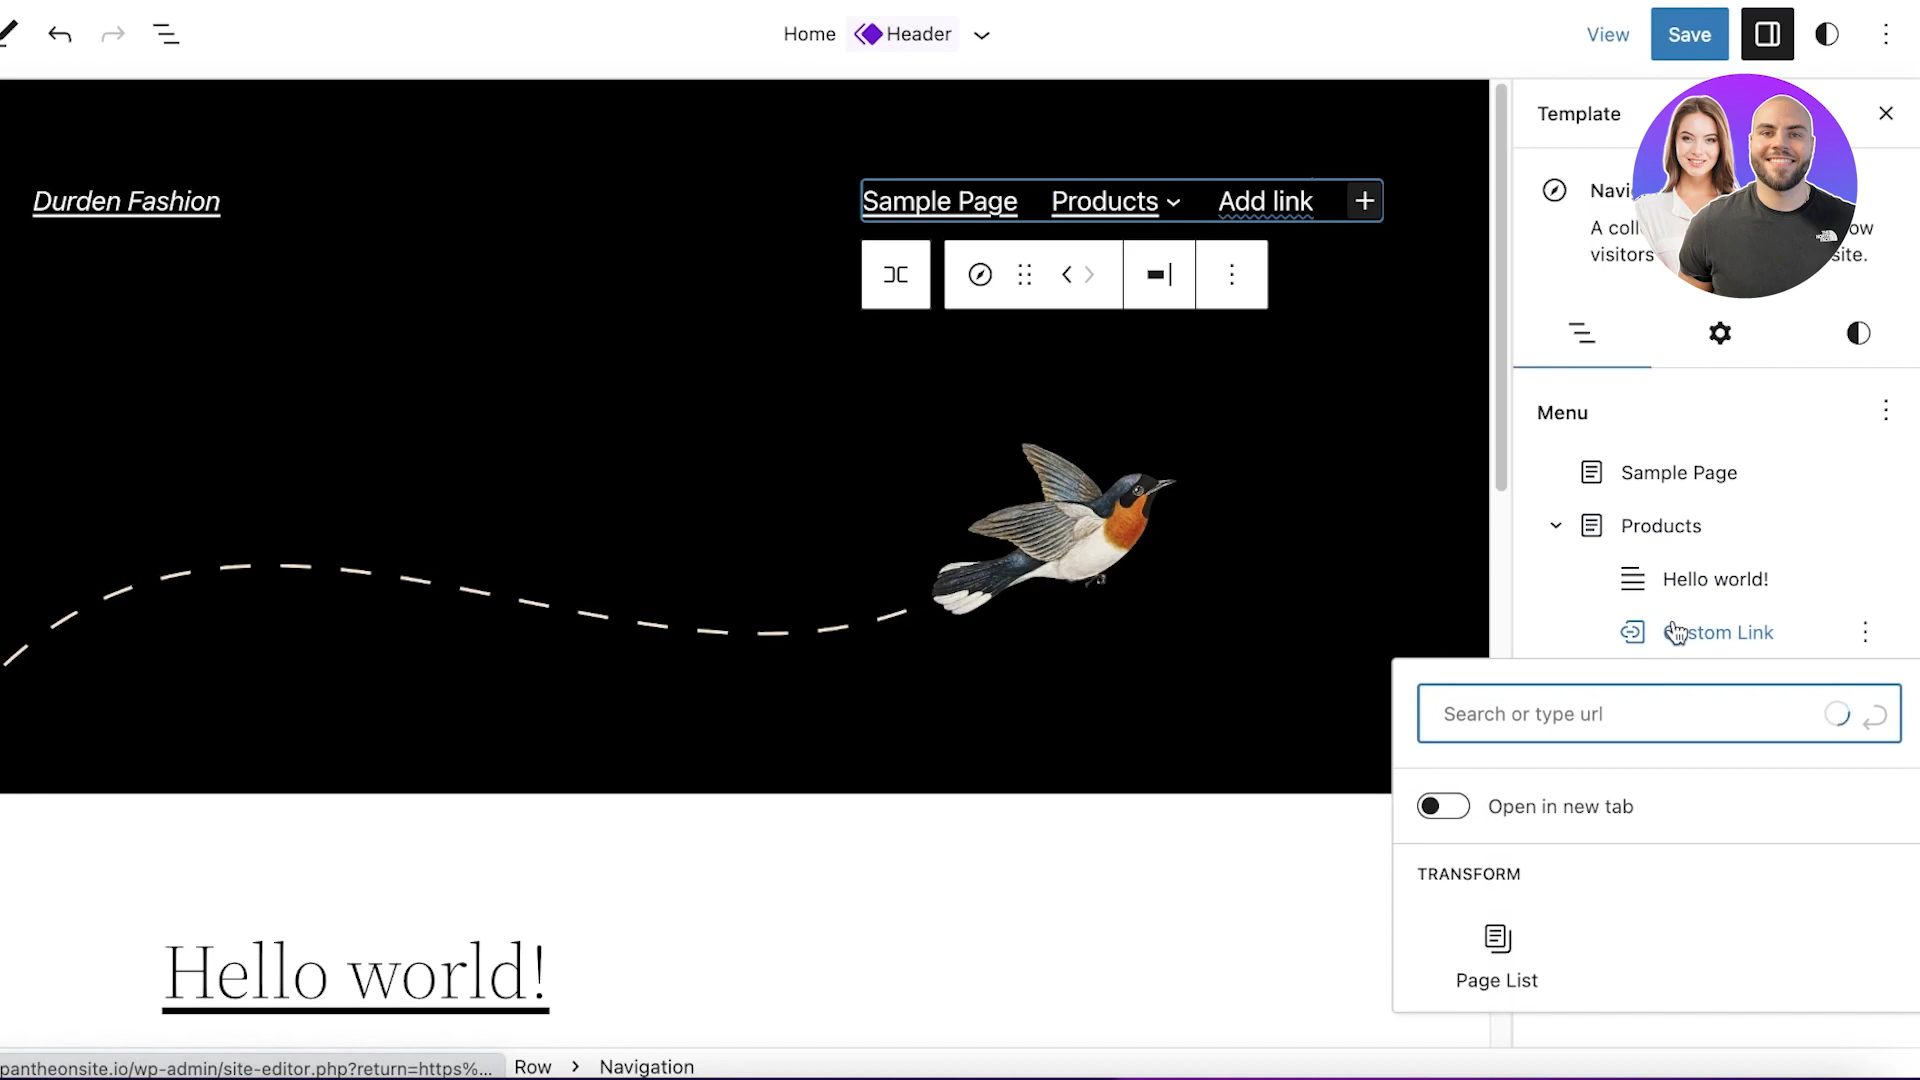 Home Header
View Save
Template
Durden Fashion
Sample Page Products Add link
Navi
A coll ow
visitors site.
Menu
Sample Page
Products
Hello world!
Custom Link
Search or type url
Open in new tab
TRANSFORM
Page List
Hello world!
pantheonsite.io/wp-admin/site-editor.php?return=https%... Row Navigation